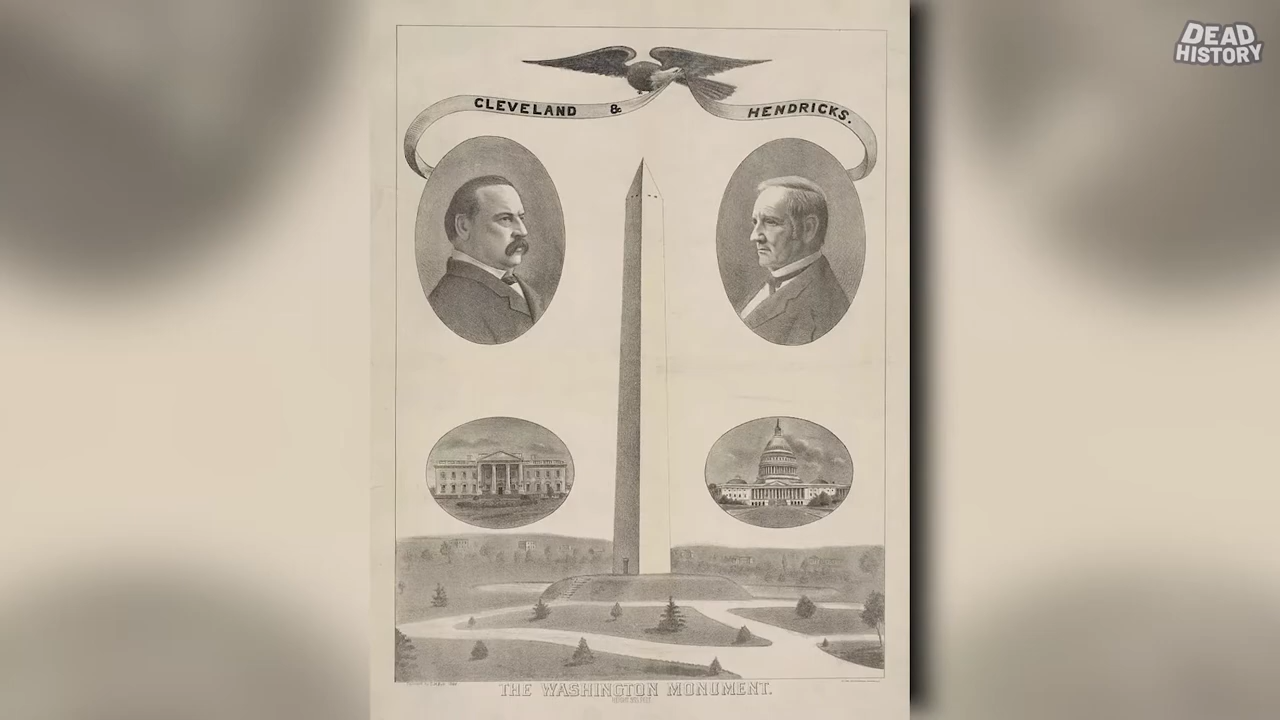 DEAD
HISTORY
CLEVELAND & HENDRICKS.
THE WASHINGTON MONUMENT.